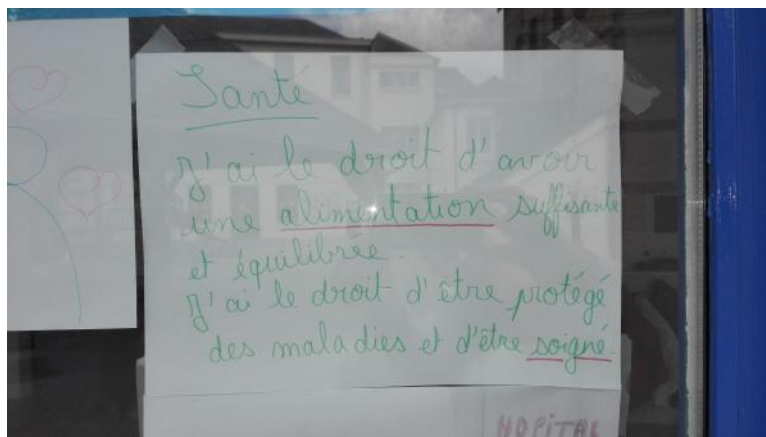 Santé
J'ai le droit d'avoir
une alimentation suffisante
et équilibrée.
J'ai le droit d'être protégé
des maladies et d'être soigné.
HOPITAL